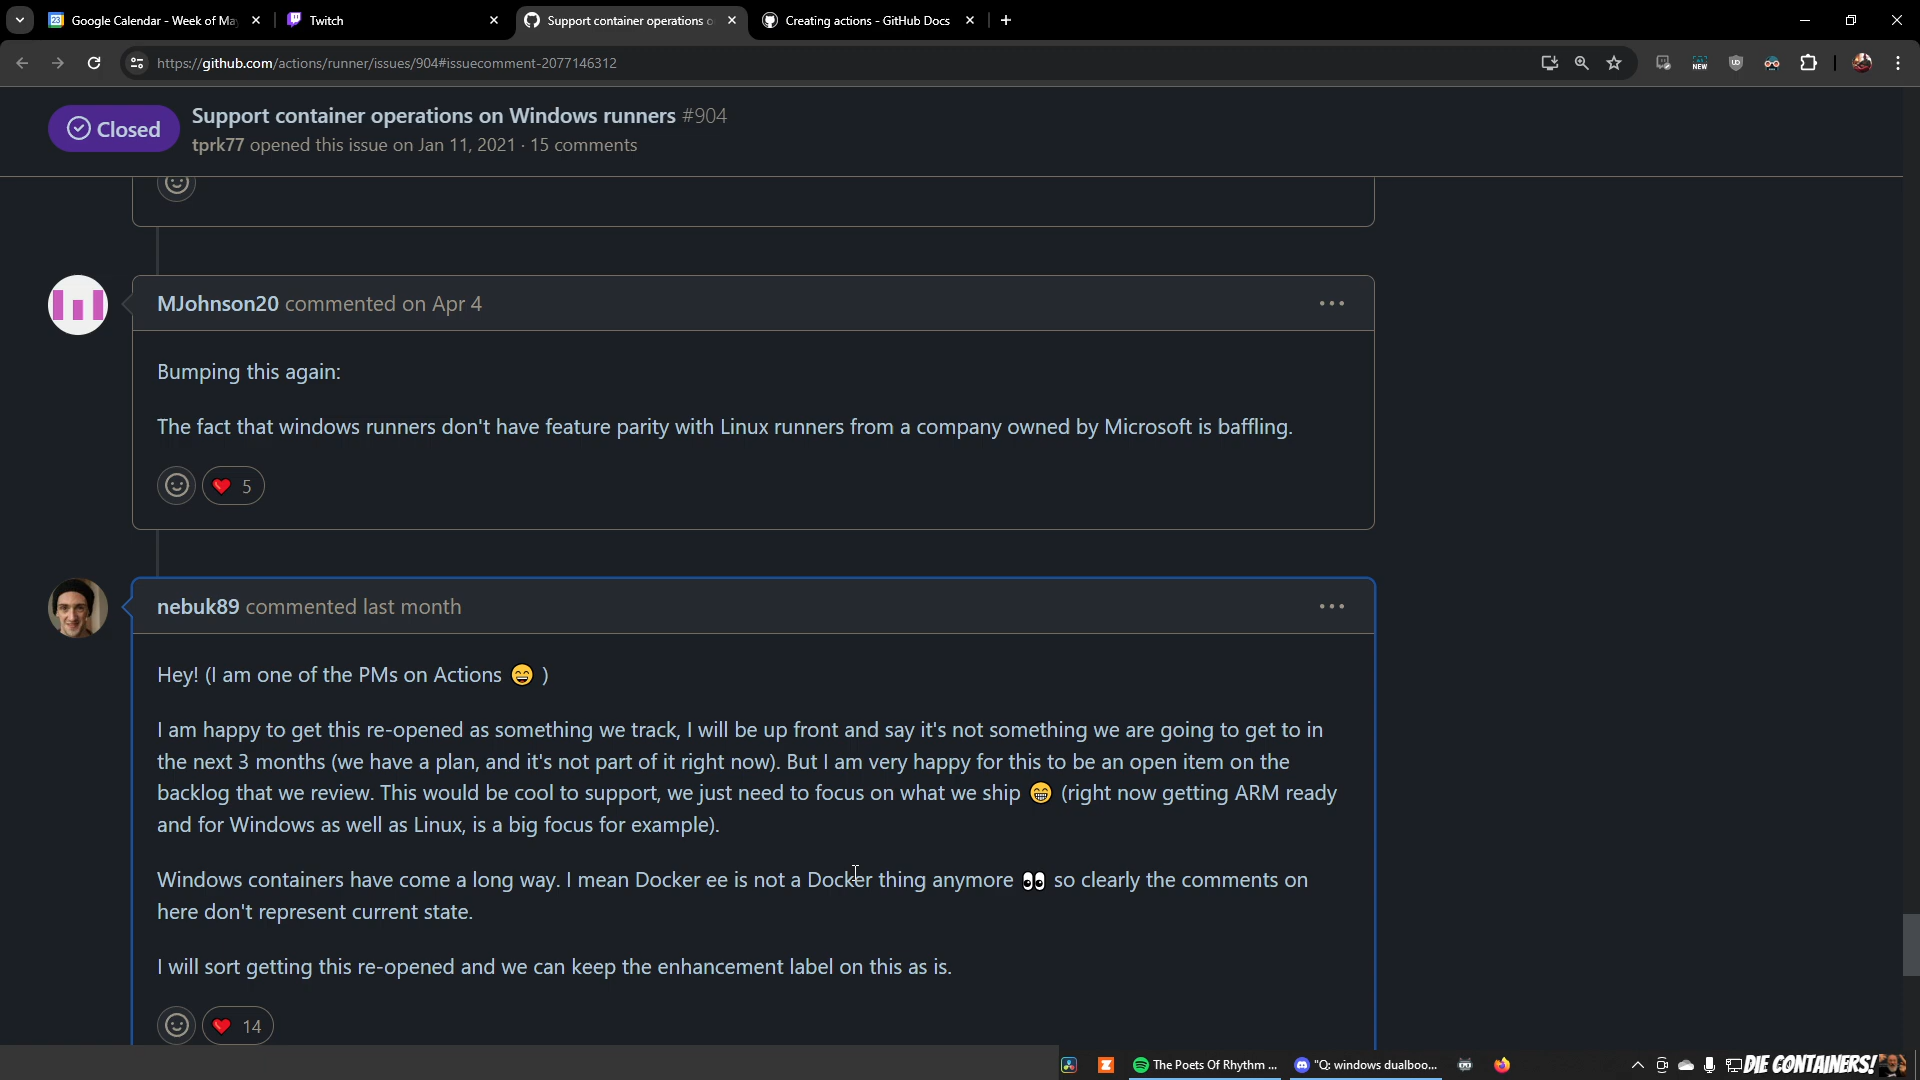 Google Calendar - Week of Ma
Twitch
Support container operations o
Creating actions - GitHub Docs
https://github.com/actions/runner/issues/904#issuecomment-2077146312
NEW
Closed
Support container operations on Windows runners #904
tprk77 opened this issue on Jan 11, 2021 · 15 comments
MJohnson20 commented on Apr 4
Bumping this again:
The fact that windows runners don't have feature parity with Linux runners from a company owned by Microsoft is baffling.
5
nebuk89 commented last month
Hey! (I am one of the PMs on Actions 😄 )
I am happy to get this re-opened as something we track, I will be up front and say it's not something we are going to get to in
the next 3 months (we have a plan, and it's not part of it right now). But I am very happy for this to be an open item on the
backlog that we review. This would be cool to support, we just need to focus on what we ship 😁 (right now getting ARM ready
and for Windows as well as Linux, is a big focus for example).
Windows containers have come a long way. I mean Docker ee is not a Docker thing anymore 👀 so clearly the comments on
here don't represent current state.
I will sort getting this re-opened and we can keep the enhancement label on this as is.
14
The Poets Of Rhythm ...
"Q: windows dualboo...
DIE CONTAINERS!